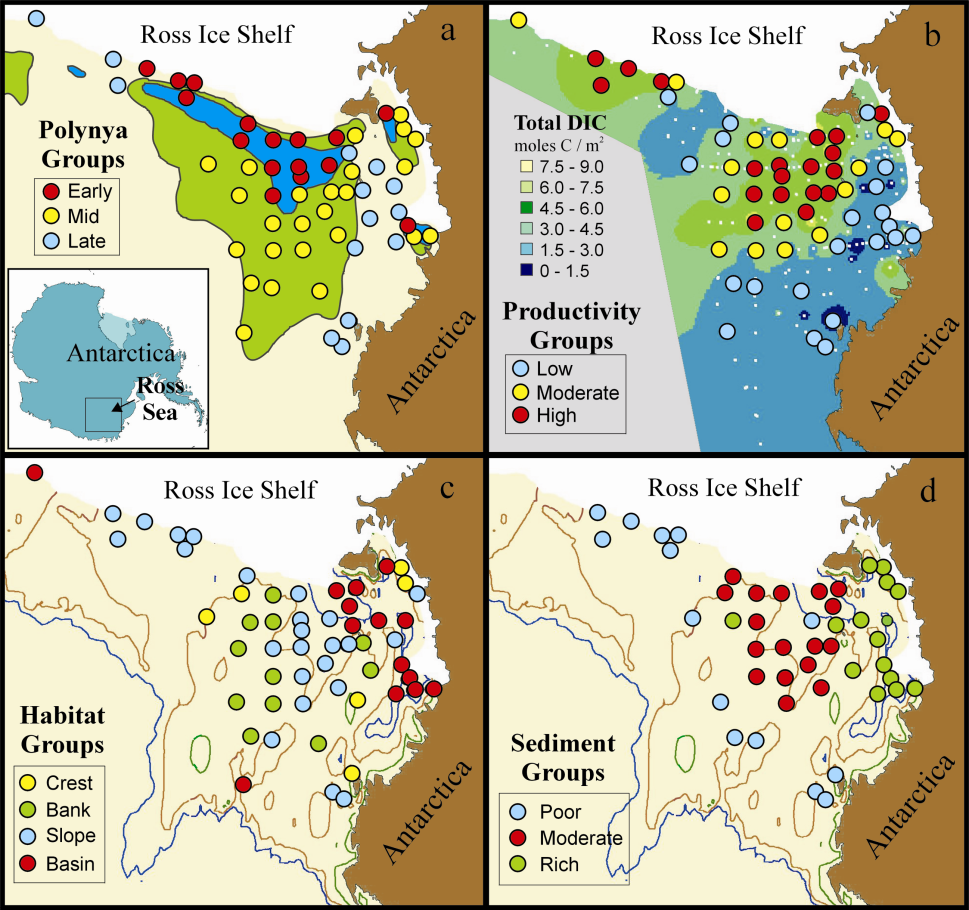 Ross Ice Shelf
a
Polynya
Groups
Early
Mid
Late
Antarctica
Ross
Sea
Antarctica
Ross Ice Shelf
b
Total DIC
moles C / m²
7.5 - 9.0
6.0 - 7.5
4.5 - 6.0
3.0 - 4.5
1.5 - 3.0
0 - 1.5
Productivity
Groups
Low
Moderate
High
Antarctica
Ross Ice Shelf
c
Habitat
Groups
Crest
Bank
Slope
Basin
Antarctica
Ross Ice Shelf
d
Sediment
Groups
Poor
Moderate
Rich
Antarctica